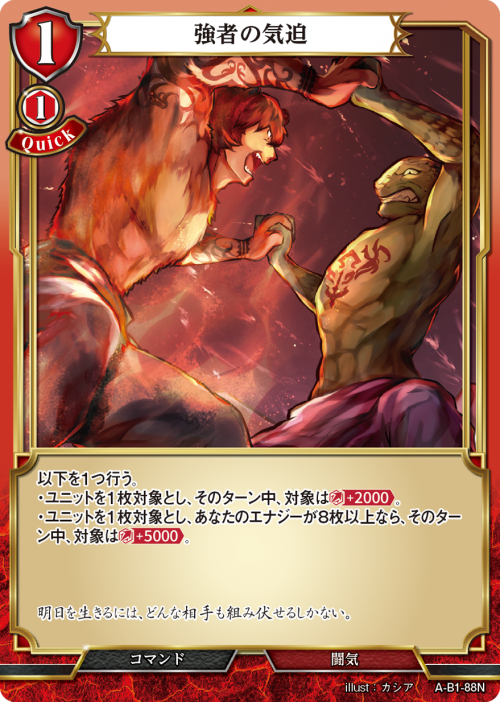 1
強者の気迫
1
Quick
以下を1つ行う。
・ユニットを1枚対象とし、そのターン中、対象は+2000。
・ユニットを1枚対象とし、あなたのエナジーが8枚以上なら、そのター
ン中、対象は+5000。
明日を生きるには、どんな相手も組み伏せるしかない。
コマンド
闘気
illust：カシア
A-B1-88N